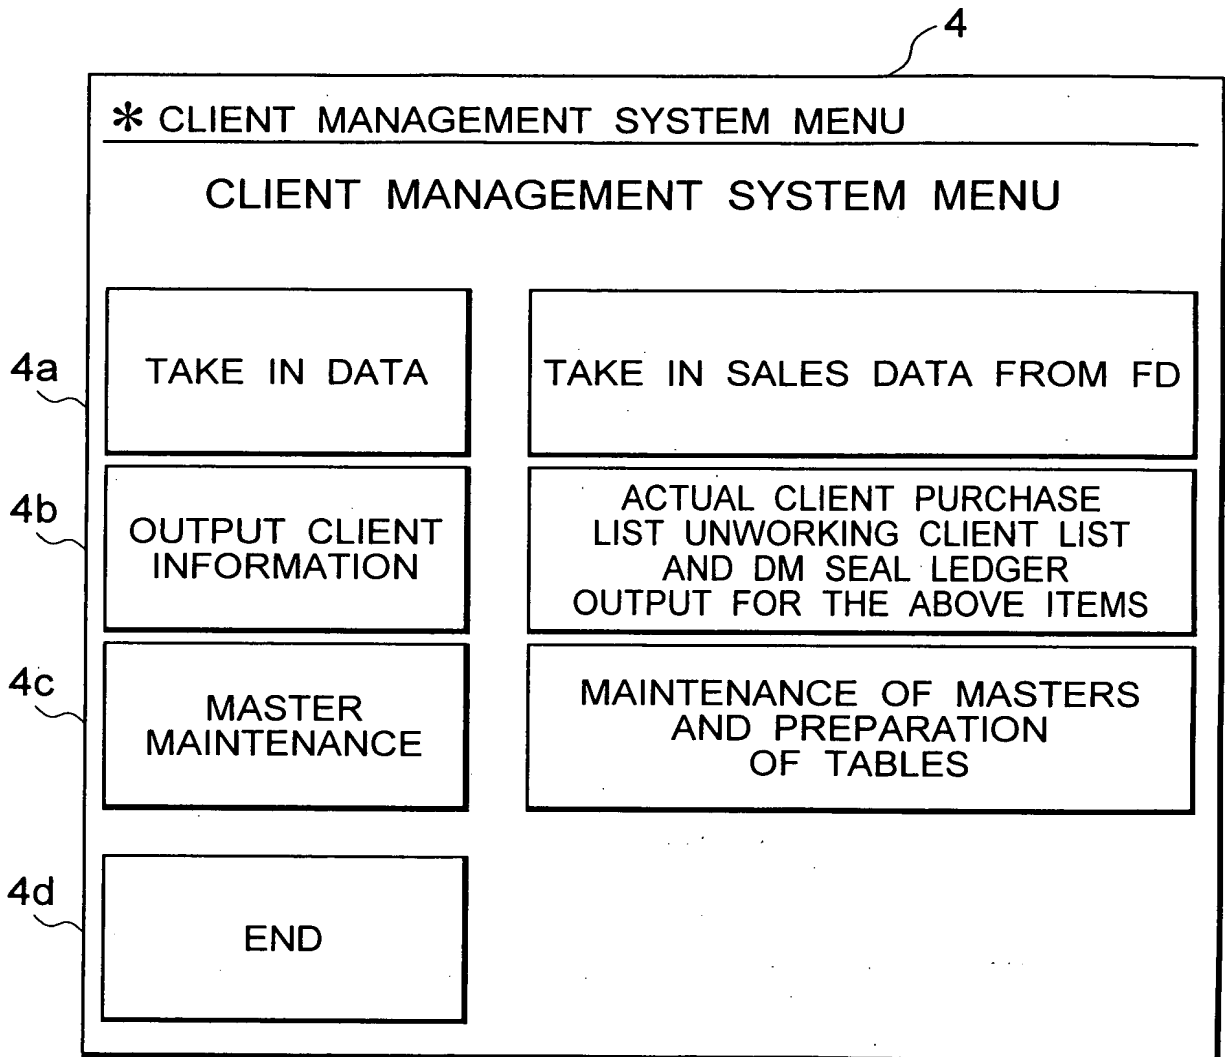 4
* CLIENT MANAGEMENT SYSTEM MENU
CLIENT MANAGEMENT SYSTEM MENU
4a
TAKE IN DATA
TAKE IN SALES DATA FROM FD
4b
OUTPUT CLIENT
INFORMATION
ACTUAL CLIENT PURCHASE
LIST UNWORKING CLIENT LIST
AND DM SEAL LEDGER
OUTPUT FOR THE ABOVE ITEMS
4c
MASTER
MAINTENANCE
MAINTENANCE OF MASTERS
AND PREPARATION
OF TABLES
4d
END